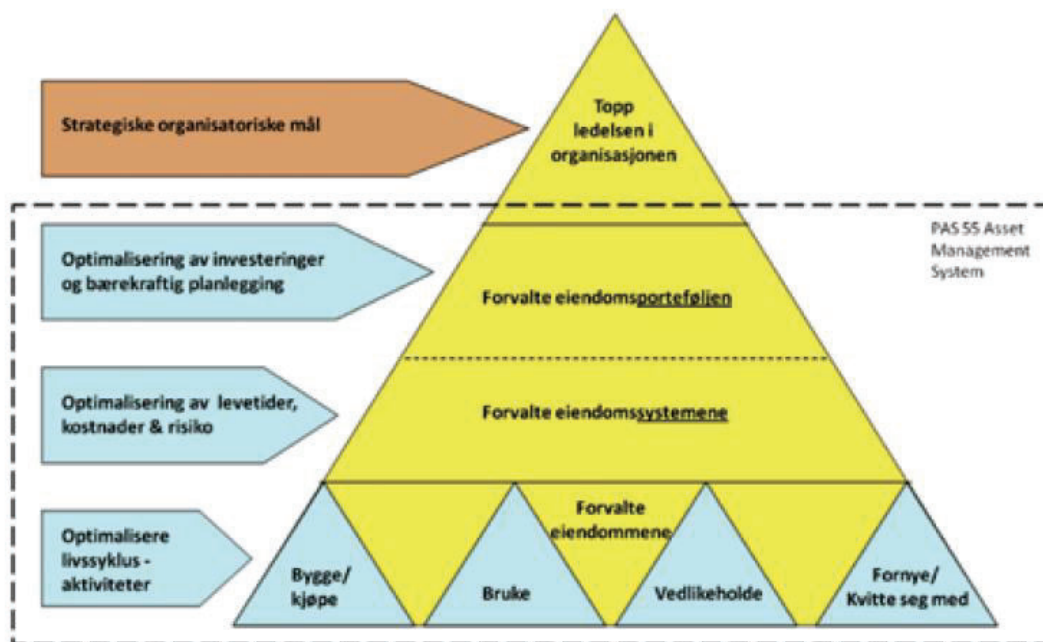 Topp
ledelsen i
organisasjonen
Strategiske organisatoriske mål
PAS 55 Asset
Management
System
Optimalisering av investeringer
og bærekraftig planlegging
Forvalte eiendomsporteføljen
Optimalisering av levetider,
kostnader & risiko
Forvalte eiendomssystemene
Optimalisere
livssyklus -
aktiviteter
Forvalte
eiendommene
Bygge/
kjøpe
Bruke
Vedlikeholde
Fornye/
Kvitte seg med